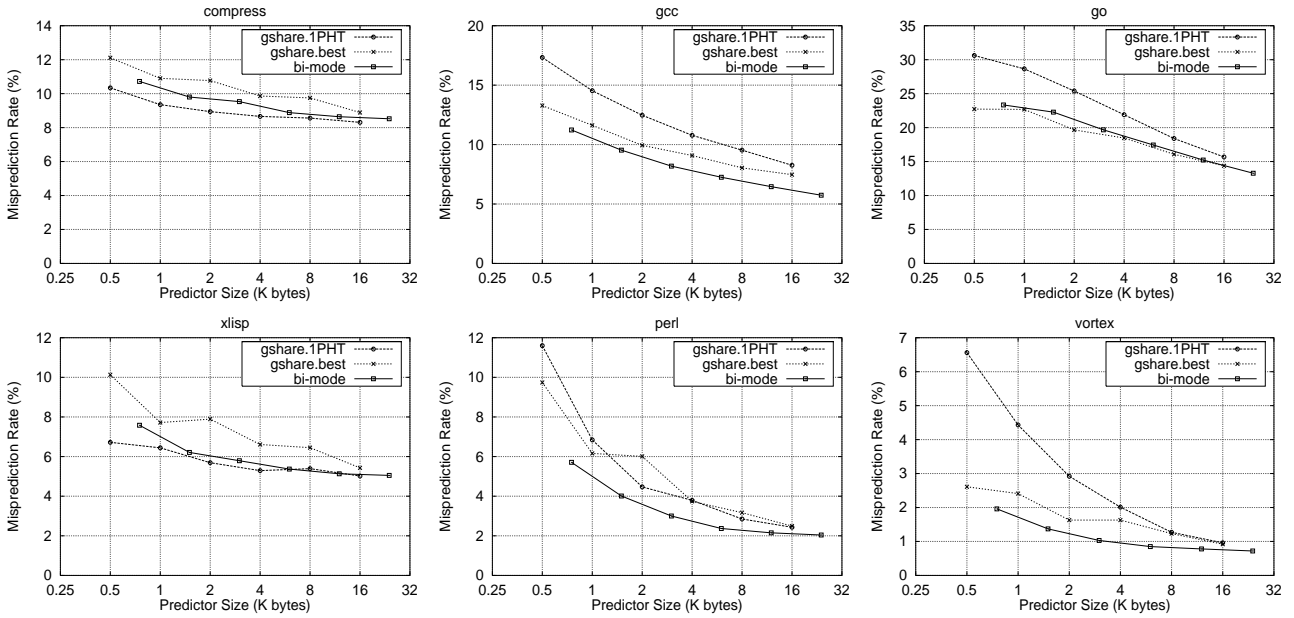 compress
14
12
10
8
6
4
2
0
Misprediction Rate (%)
gshare.1PHT
gshare.best
bi-mode
0.25 0.5 1 2 4 8 16 32
Predictor Size (K bytes)
gcc
20
15
10
5
0
Misprediction Rate (%)
gshare.1PHT
gshare.best
bi-mode
0.25 0.5 1 2 4 8 16 32
Predictor Size (K bytes)
go
35
30
25
20
15
10
5
0
Misprediction Rate (%)
gshare.1PHT
gshare.best
bi-mode
0.25 0.5 1 2 4 8 16 32
Predictor Size (K bytes)
xlisp
12
10
8
6
4
2
0
Misprediction Rate (%)
gshare.1PHT
gshare.best
bi-mode
0.25 0.5 1 2 4 8 16 32
Predictor Size (K bytes)
perl
12
10
8
6
4
2
0
Misprediction Rate (%)
gshare.1PHT
gshare.best
bi-mode
0.25 0.5 1 2 4 8 16 32
Predictor Size (K bytes)
vortex
7
6
5
4
3
2
1
0
Misprediction Rate (%)
gshare.1PHT
gshare.best
bi-mode
0.25 0.5 1 2 4 8 16 32
Predictor Size (K bytes)